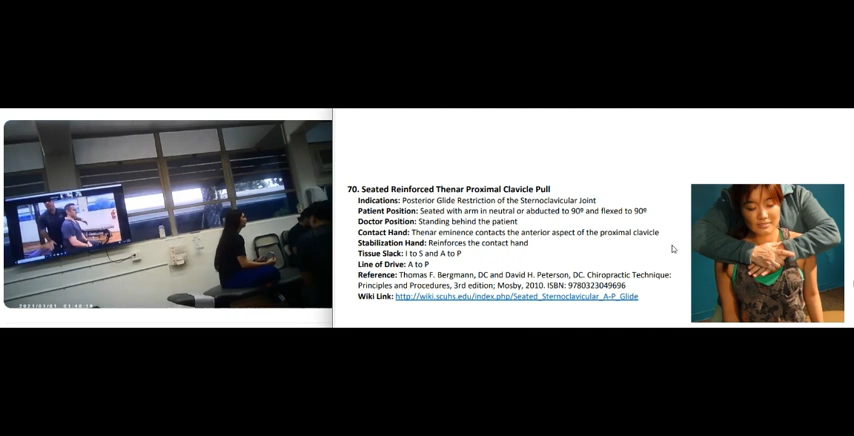 70. Seated Reinforced Thenar Proximal Clavicle Pull
Indications: Posterior Glide Restriction of the Sternoclavicular Joint
Patient Position: Seated with arm in neutral or abducted to 90º and flexed to 90º
Doctor Position: Standing behind the patient
Contact Hand: Thenar eminence contacts the anterior aspect of the proximal clavicle
Stabilization Hand: Reinforces the contact hand
Tissue Slack: I to S and A to P
Line of Drive: A to P
Reference: Thomas F. Bergmann, DC and David H. Peterson, DC. Chiropractic Technique:
Principles and Procedures, 3rd edition; Mosby, 2010. ISBN: 9780323049696
Wiki Link: http://wiki.scuhs.edu/index.php/Seated_Sternoclavicular_A-P_Glide